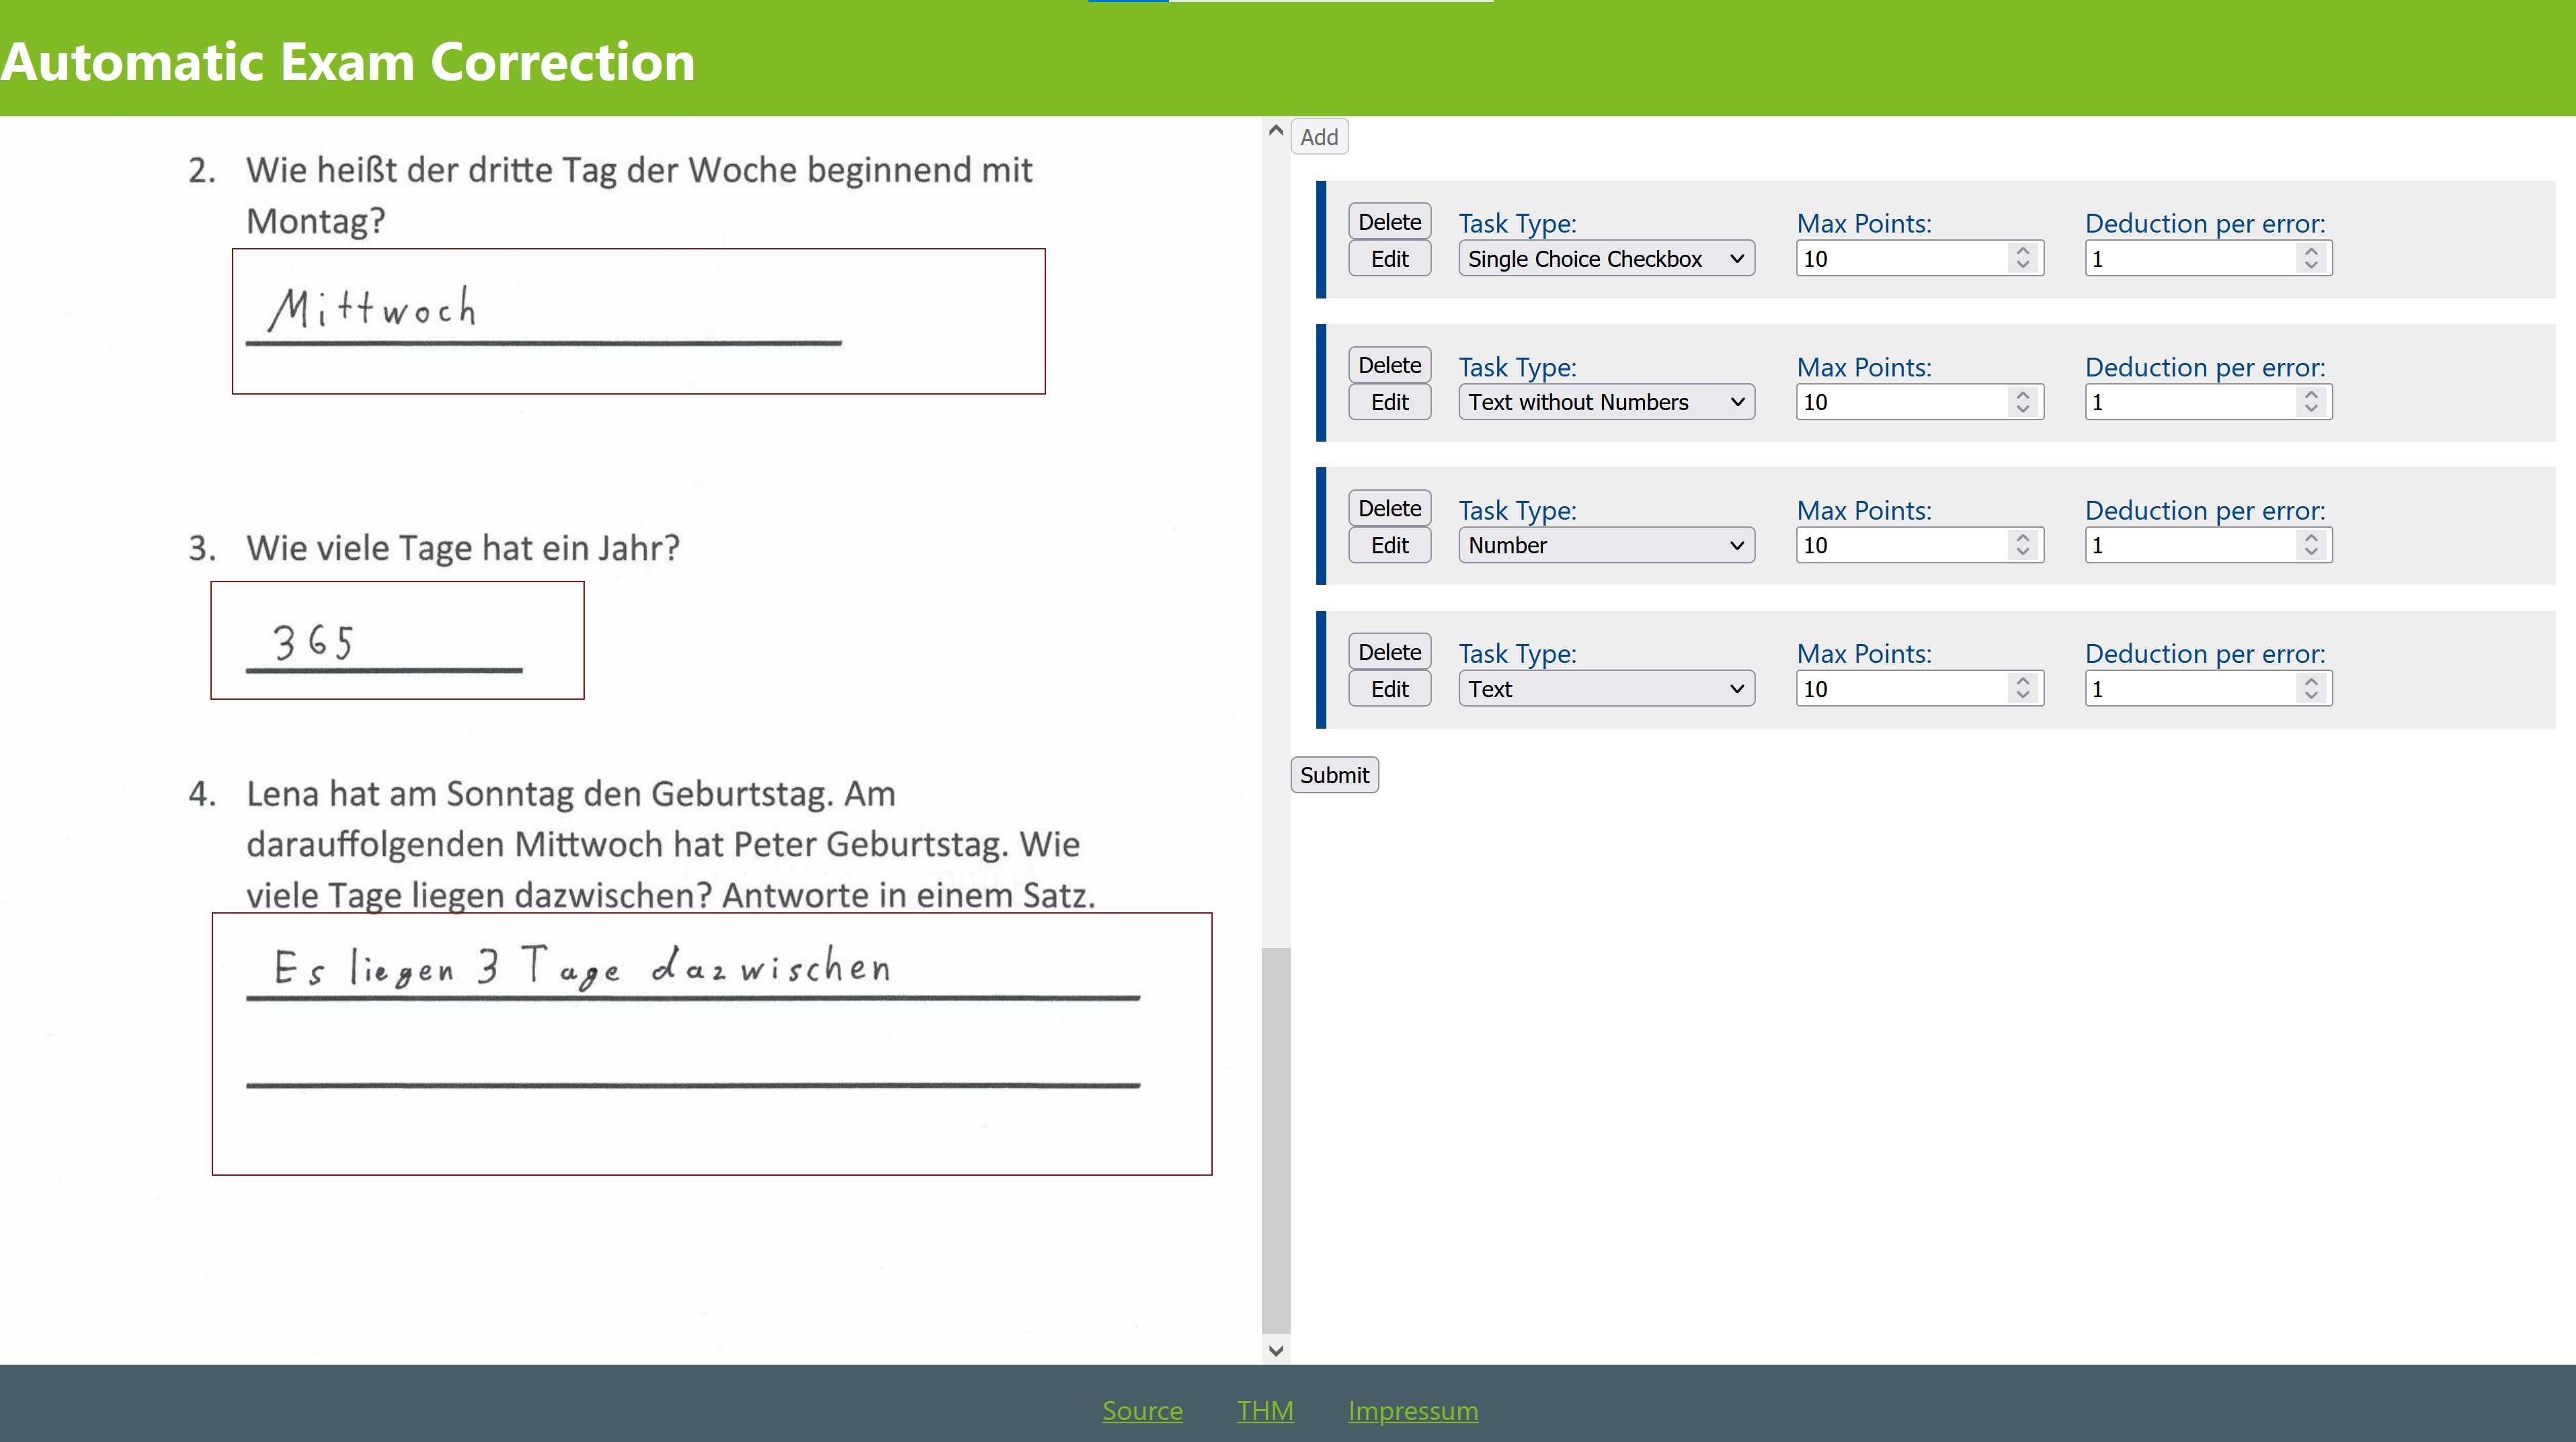 Automatic Exam Correction
2. Wie heißt der dritte Tag der Woche beginnend mit
Montag?
Mittwoch
3. Wie viele Tage hat ein Jahr?
365
4. Lena hat am Sonntag den Geburtstag. Am
darauffolgenden Mittwoch hat Peter Geburtstag. Wie
viele Tage liegen dazwischen? Antworte in einem Satz.
Es liegen 3 Tage dazwischen
Add
Delete Task Type: Max Points: Deduction per error:
Edit Single Choice Checkbox 10 1
Delete Task Type: Max Points: Deduction per error:
Edit Text without Numbers 10 1
Delete Task Type: Max Points: Deduction per error:
Edit Number 10 1
Delete Task Type: Max Points: Deduction per error:
Edit Text 10 1
Submit
Source THM Impressum